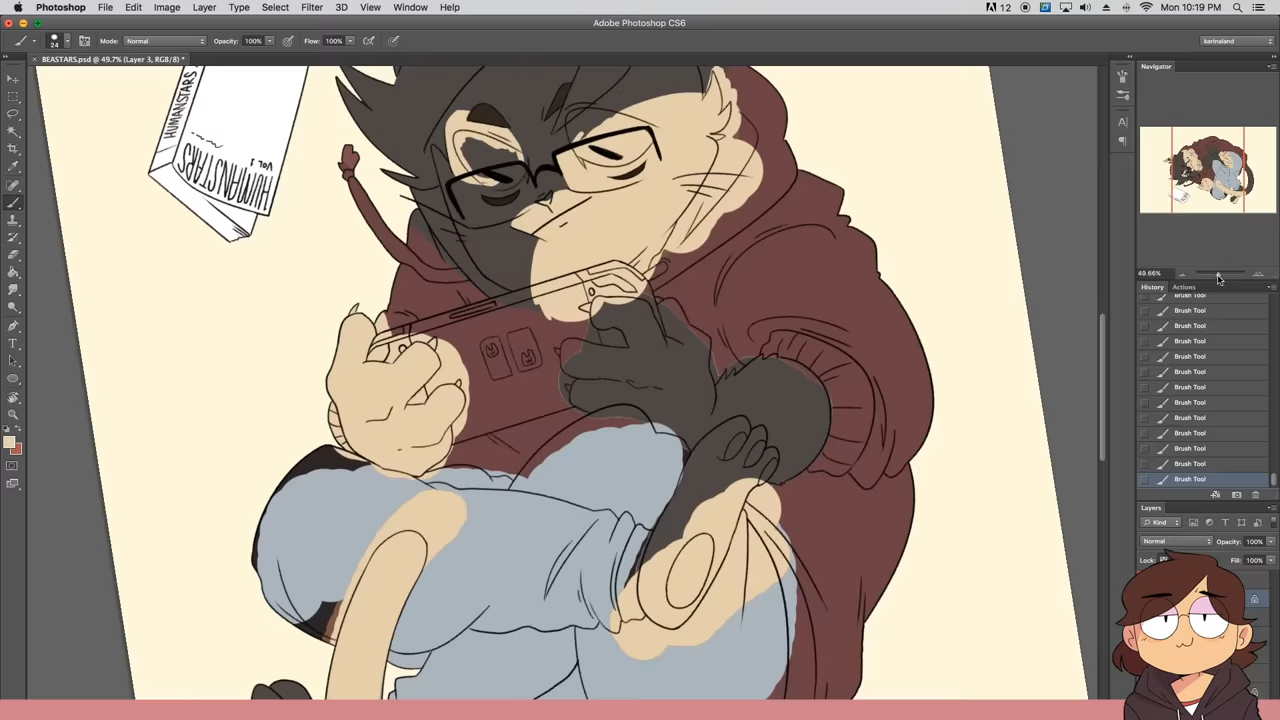 Photoshop File Edit Image Layer Type Select Filter 3D View Window Help
12
Mon 10:19 PM
Adobe Photoshop CS6
24
Mode: Normal
Opacity: 100%
Flow: 100%
karinaland
× BEASTARS.psd @ 49.7% (Layer 3, RGB/8) *
HUMANSTARS
VOL 1
HUMANSTARS
Navigator
49.66%
History Actions
Brush Tool
Brush Tool
Brush Tool
Brush Tool
Brush Tool
Brush Tool
Brush Tool
Brush Tool
Brush Tool
Brush Tool
Brush Tool
Brush Tool
Brush Tool
Layers
Kind
Normal
Opacity: 100%
Lock:
Fill: 100%